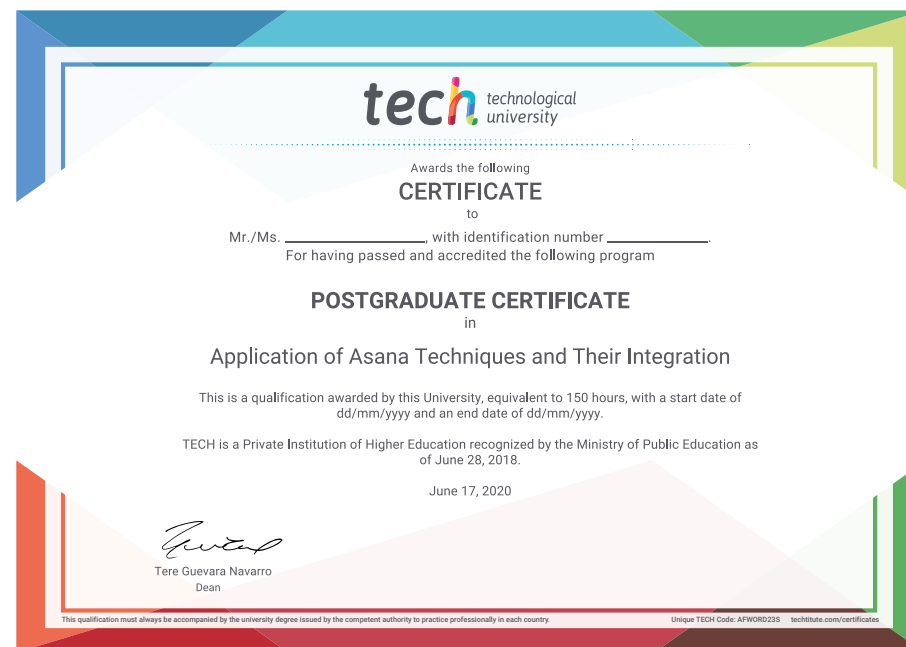 tech technological
university
Awards the following
CERTIFICATE
to
Mr./Ms. ____________________, with identification number ______________.
For having passed and accredited the following program
POSTGRADUATE CERTIFICATE
in
Application of Asana Techniques and Their Integration
This is a qualification awarded by this University, equivalent to 150 hours, with a start date of
dd/mm/yyyy and an end date of dd/mm/yyyy.
TECH is a Private Institution of Higher Education recognized by the Ministry of Public Education as
of June 28, 2018.
June 17, 2020
Tere Guevara Navarro
Dean
This qualification must always be accompanied by the university degree issued by the competent authority to practice professionally in each country.
Unique TECH Code: AFWORD23S techtitute.com/certificates